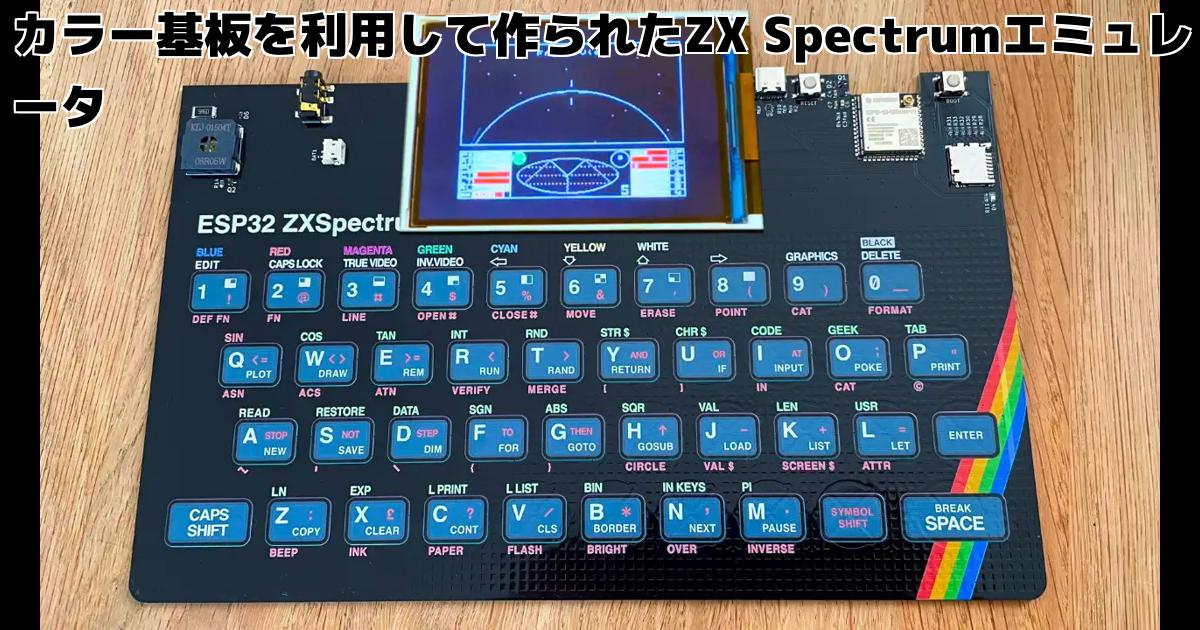 カラー基板を利用して作られたZX Spectrumエミュレ
ータ
KLJ-01504T
08R05W
RESET
BOOT
ESP32 ZXSpectru
BLUE RED MAGENTA GREEN CYAN YELLOW WHITE BLACK
EDIT CAPS LOCK TRUE VIDEO INV.VIDEO ⇦ ⇩ ⇧ ⇨ GRAPHICS DELETE
1 ! 2 @ 3 # 4 $ 5 % 6 & 7 ' 8 ( 9 ) 0 _
DEF FN FN LINE OPEN # CLOSE # MOVE ERASE POINT CAT FORMAT
SIN COS TAN INT RND STR $ CHR $ CODE GEEK TAB
Q <= W <> E >= R < T > Y AND U OR I AT O ; P "
PLOT DRAW REM RUN RAND RETURN IF INPUT POKE PRINT
ASN ACS ATN VERIFY MERGE [ ] IN CAT ©
READ RESTORE DATA SGN ABS SQR VAL LEN USR
A STOP S NOT D STEP F TO G THEN H ↑ J − K + L = ENTER
NEW SAVE DIM FOR GOTO GOSUB LOAD LIST LET
~ | \ { } CIRCLE VAL $ SCREEN $ ATTR
LN EXP L PRINT L LIST BIN IN KEYS PI
CAPS SHIFT Z : X £ C ? V / B * N , M . SYMBOL SHIFT BREAK SPACE
COPY CLEAR CONT CLS BORDER NEXT PAUSE
BEEP INK PAPER FLASH BRIGHT OVER INVERSE